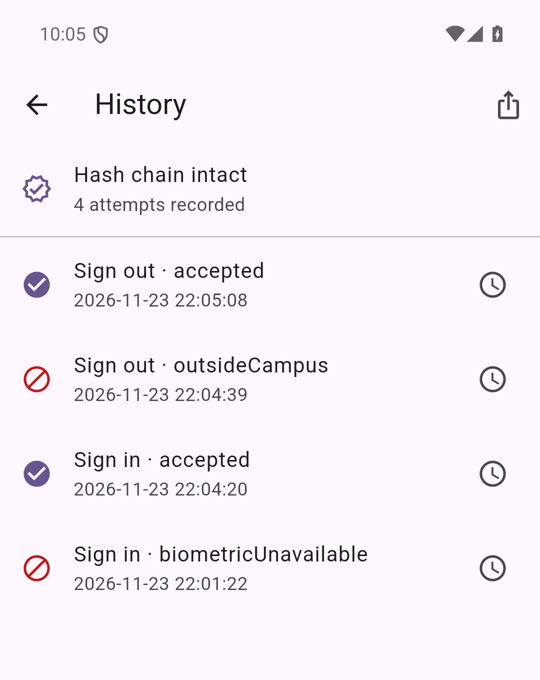 10:05
History
Hash chain intact
4 attempts recorded
Sign out · accepted
2026-11-23 22:05:08
Sign out · outsideCampus
2026-11-23 22:04:39
Sign in · accepted
2026-11-23 22:04:20
Sign in · biometricUnavailable
2026-11-23 22:01:22